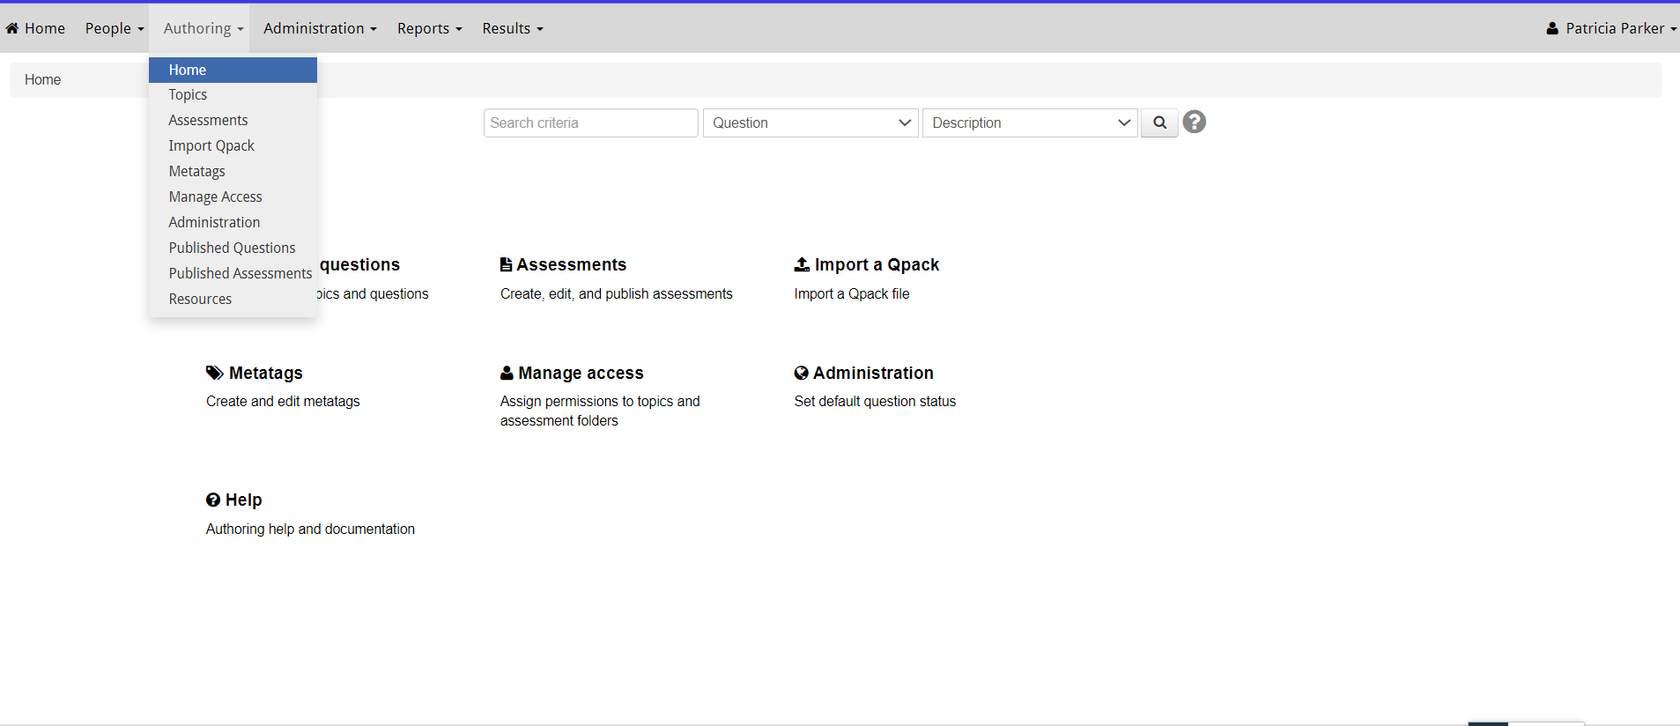 Home People Authoring Administration Reports Results Patricia Parker
Home
Home
Topics
Assessments
Import Qpack
Metatags
Manage Access
Administration
Published Questions
Published Assessments
Resources
Search criteria Question Description ?
questions
pics and questions
Assessments
Create, edit, and publish assessments
Import a Qpack
Import a Qpack file
Metatags
Create and edit metatags
Manage access
Assign permissions to topics and
assessment folders
Administration
Set default question status
? Help
Authoring help and documentation